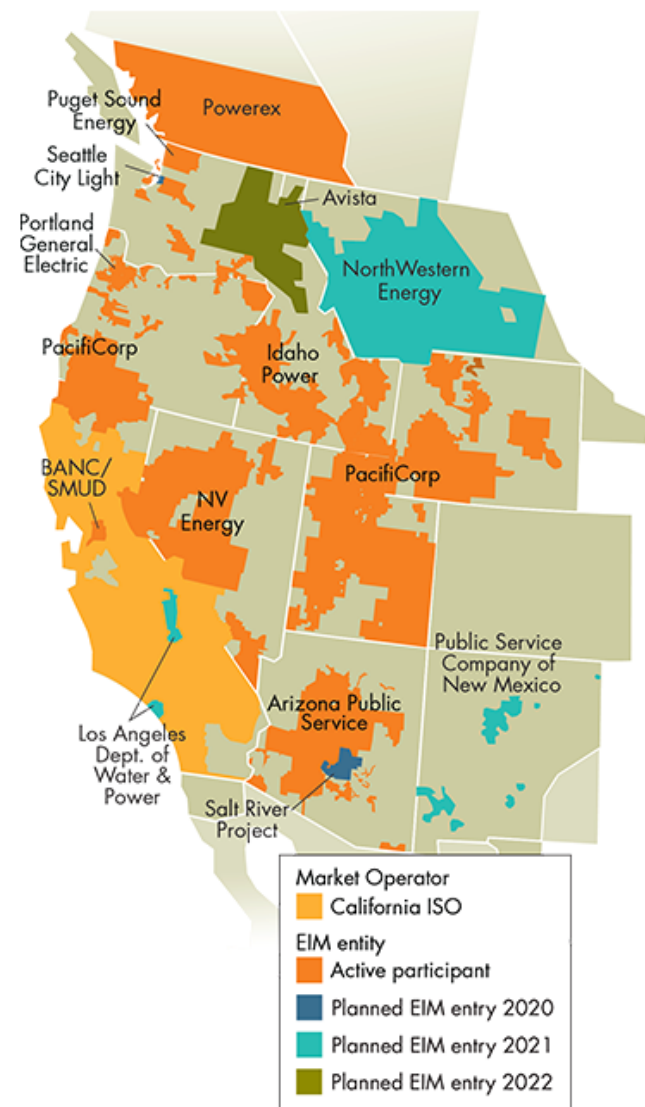 Powerex
Puget Sound
Energy
Seattle
City Light
Avista
Portland
General
Electric
NorthWestern
Energy
PacifiCorp
Idaho
Power
BANC/
SMUD
NV
Energy
PacifiCorp
Public Service
Company of
New Mexico
Arizona Public
Service
Los Angeles
Dept. of
Water &
Power
Salt River
Project
Market Operator
California ISO
EIM entity
Active participant
Planned EIM entry 2020
Planned EIM entry 2021
Planned EIM entry 2022